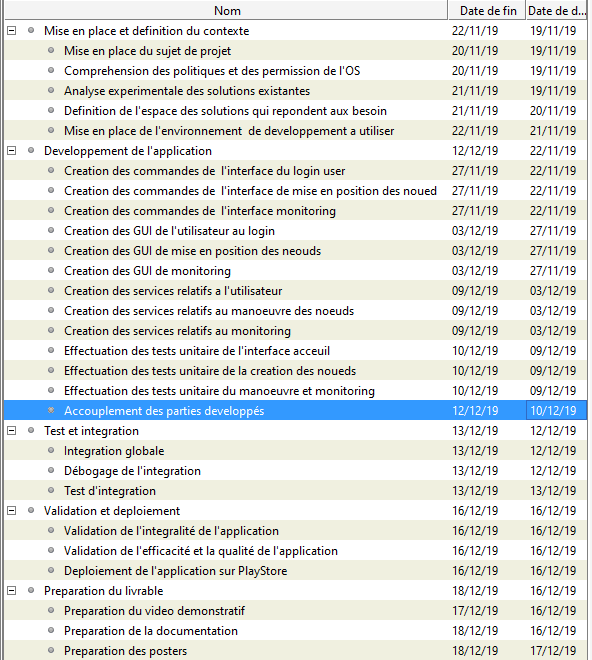 Nom Date de fin Date de d...
Mise en place et definition du contexte 22/11/19 19/11/19
Mise en place du sujet de projet 20/11/19 19/11/19
Comprehension des politiques et des permission de l'OS 20/11/19 19/11/19
Analyse experimentale des solutions existantes 21/11/19 19/11/19
Definition de l'espace des solutions qui repondent aux besoin 21/11/19 20/11/19
Mise en place de l'environnement de developpement a utiliser 22/11/19 21/11/19
Developpement de l'application 12/12/19 22/11/19
Creation des commandes de l'interface du login user 27/11/19 22/11/19
Creation des commandes de l'interface de mise en position des noued 27/11/19 22/11/19
Creation des commandes de l'interface monitoring 27/11/19 22/11/19
Creation des GUI de l'utilisateur au login 03/12/19 27/11/19
Creation des GUI de mise en position des neouds 03/12/19 27/11/19
Creation des GUI de monitoring 03/12/19 27/11/19
Creation des services relatifs a l'utilisateur 09/12/19 03/12/19
Creation des services relatifs au manoeuvre des noeuds 09/12/19 03/12/19
Creation des services relatifs au monitoring 09/12/19 03/12/19
Effectuation des tests unitaire de l'interface acceuil 10/12/19 09/12/19
Effectuation des tests unitaire de la creation des noueds 10/12/19 09/12/19
Effectuation des tests unitaire du manoeuvre et monitoring 10/12/19 09/12/19
Accouplement des parties developpés 12/12/19 10/12/19
Test et integration 13/12/19 12/12/19
Integration globale 13/12/19 12/12/19
Débogage de l'integration 13/12/19 12/12/19
Test d'integration 13/12/19 13/12/19
Validation et deploiement 16/12/19 16/12/19
Validation de l'integralité de l'application 16/12/19 16/12/19
Validation de l'efficacité et la qualité de l'application 16/12/19 16/12/19
Deploiement de l'application sur PlayStore 16/12/19 16/12/19
Preparation du livrable 18/12/19 16/12/19
Preparation du video demonstratif 17/12/19 16/12/19
Preparation de la documentation 18/12/19 16/12/19
Preparation des posters 18/12/19 17/12/19